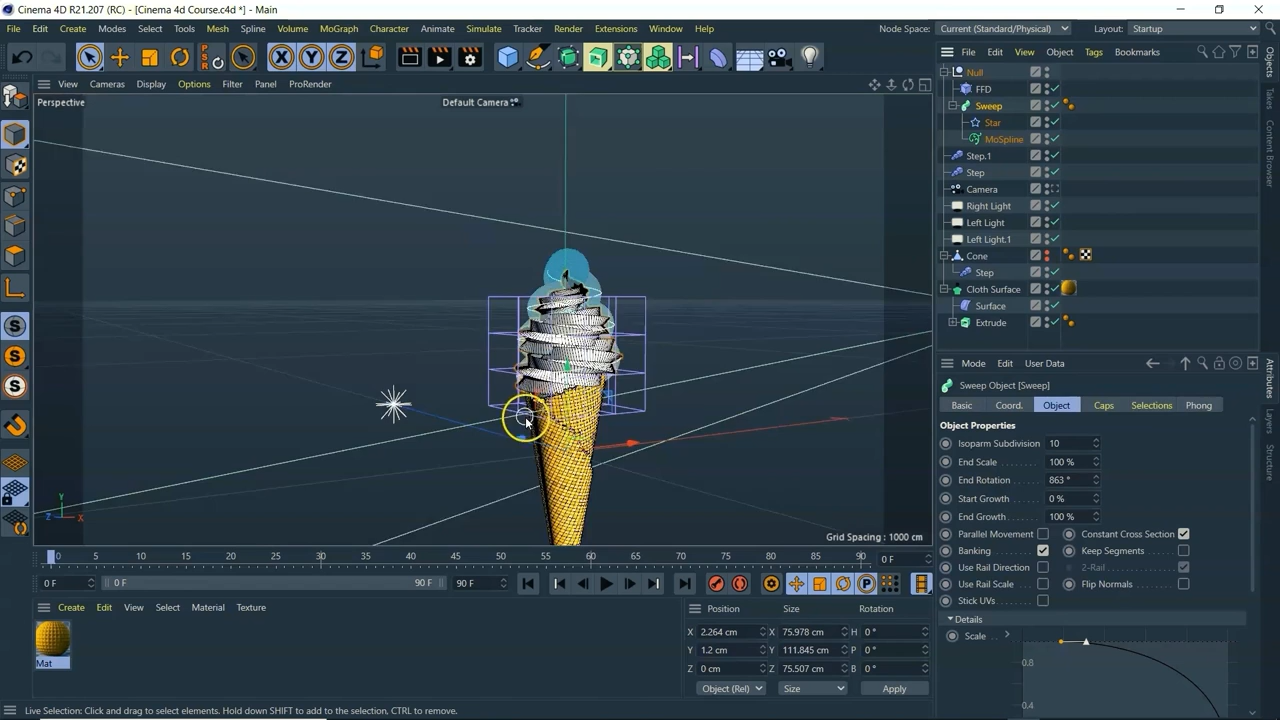 Cinema 4D R21.207 (RC) - [Cinema 4d Course.c4d *] - Main
File Edit Create Modes Select Tools Mesh Spline Volume MoGraph Character Animate Simulate Tracker Render Extensions Window Help Node Space: Current (Standard/Physical) Layout: Startup
PSR X Y Z
File Edit View Object Tags Bookmarks
View Cameras Display Options Filter Panel ProRender
Perspective Default Camera
Null
FFD
Sweep
Star
MoSpline
Step.1
Step
Camera
Right Light
Left Light
Left Light.1
Cone
Step
Cloth Surface
Surface
Extrude
Objects
Takes
Content Browser
Mode Edit User Data
Sweep Object [Sweep]
Basic Coord. Object Caps Selections Phong
Object Properties
Isoparm Subdivision 10
End Scale 100 %
End Rotation 863 °
Start Growth 0 %
End Growth 100 %
Parallel Movement Constant Cross Section
Banking Keep Segments
Use Rail Direction 2-Rail
Use Rail Scale Flip Normals
Stick UVs
Details
Scale
0.8
0.4
Attributes
Layers
Structure
Y
Z X
Grid Spacing : 1000 cm
0 5 10 15 20 25 30 35 40 45 50 55 60 65 70 75 80 85 90 0 F
0 F 0 F 90 F 90 F
Create Edit View Select Material Texture
Mat
Position Size Rotation
X 2.264 cm X 75.978 cm H 0 °
Y 1.2 cm Y 111.845 cm P 0 °
Z 0 cm Z 75.507 cm B 0 °
Object (Rel) Size Apply
Live Selection: Click and drag to select elements. Hold down SHIFT to add to the selection, CTRL to remove.